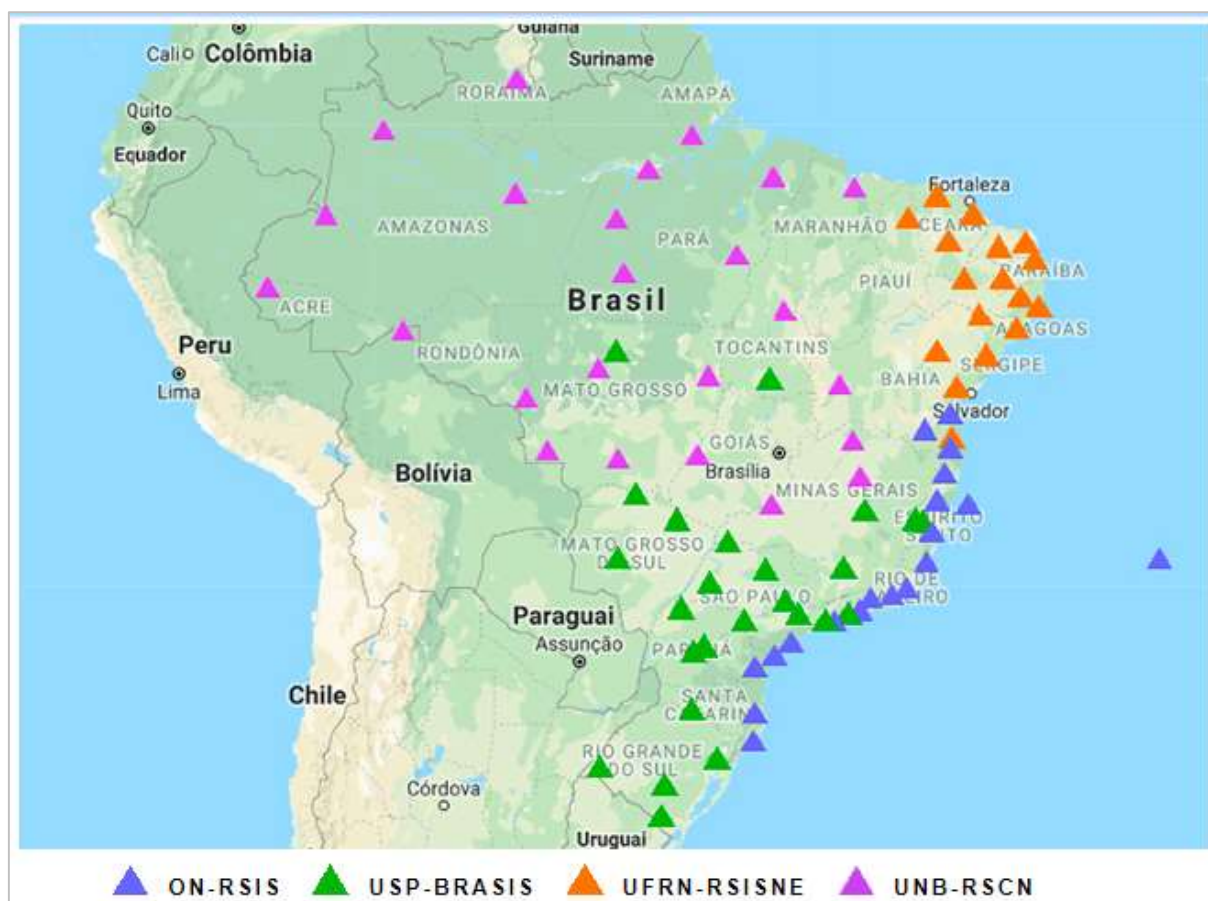 Guiana
Cali
Colômbia
Suriname
RORAIMA
AMAPÁ
Quito
Equador
Fortaleza
AMAZONAS
MARANHÃO
CEARÁ
PARÁ
PARAÍBA
PIAUÍ
ACRE
Brasil
ALAGOAS
Peru
RONDÔNIA
TOCANTINS
SERGIPE
Lima
MATO GROSSO
BAHIA
Salvador
GOIÁS
Bolívia
Brasília
MINAS GERAIS
ESPÍRITO
SANTO
MATO GROSSO
DO SUL
RIO DE
JANEIRO
SÃO PAULO
Paraguai
Assunção
PARANÁ
Chile
SANTA
CATARINA
RIO GRANDE
DO SUL
Córdova
Uruguai
ON-RSIS USP-BRASIS UFRN-RSISNE UNB-RSCN